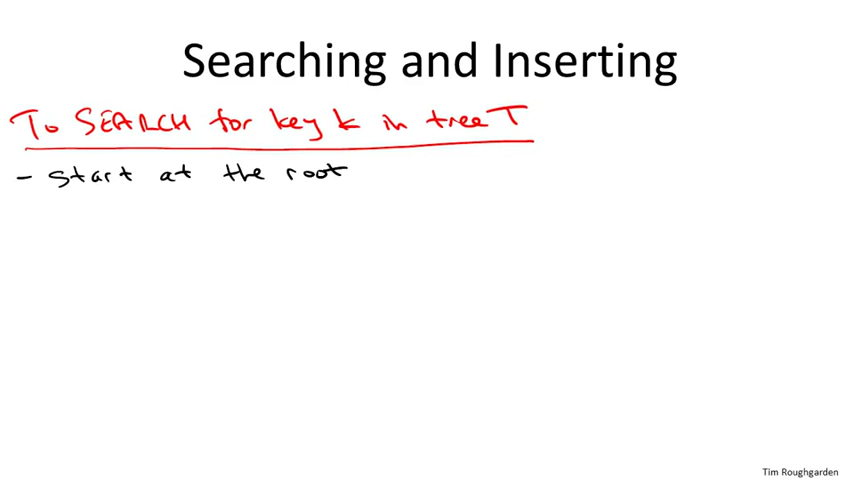 Searching and Inserting
To SEARCH for key k in tree T
- start at the root
Tim Roughgarden